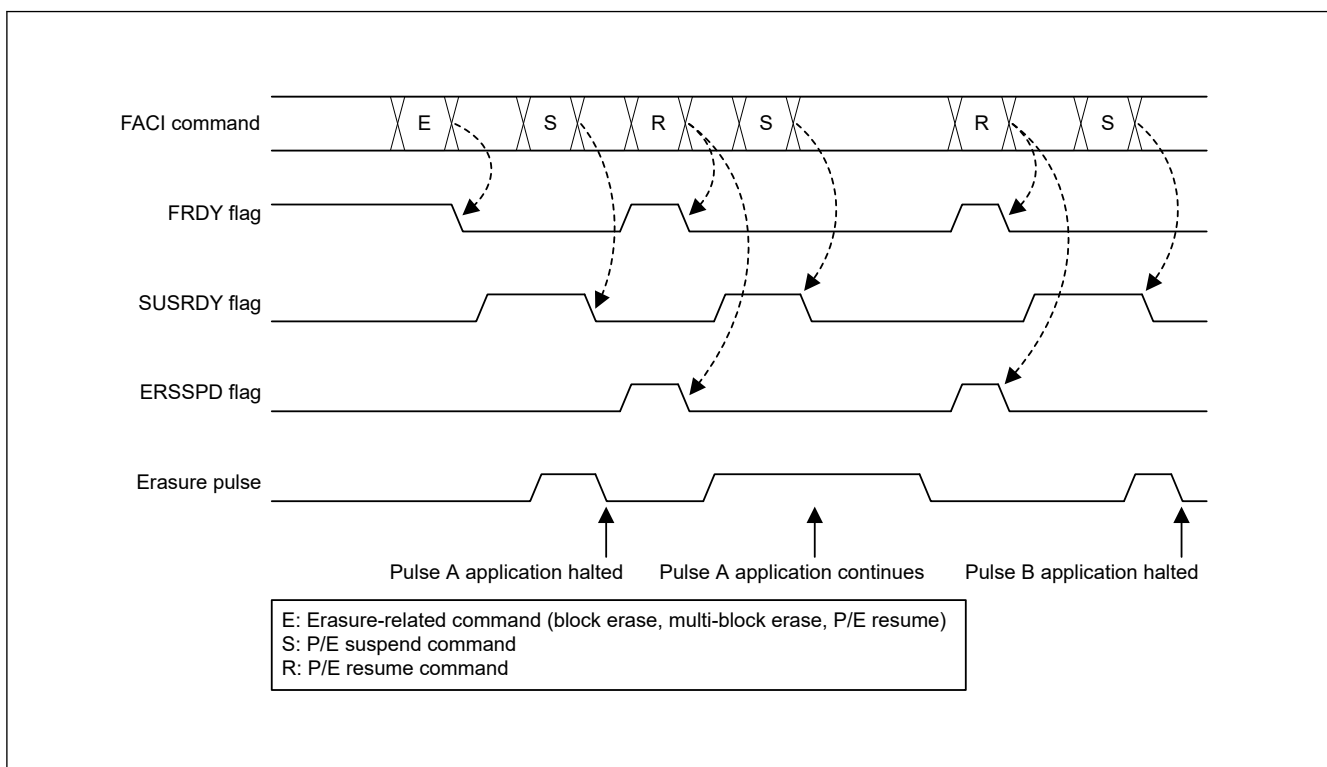 FACI command
E S R S R S
FRDY flag
SUSRDY flag
ERSSPD flag
Erasure pulse
Pulse A application halted Pulse A application continues Pulse B application halted
E: Erasure-related command (block erase, multi-block erase, P/E resume)
S: P/E suspend command
R: P/E resume command